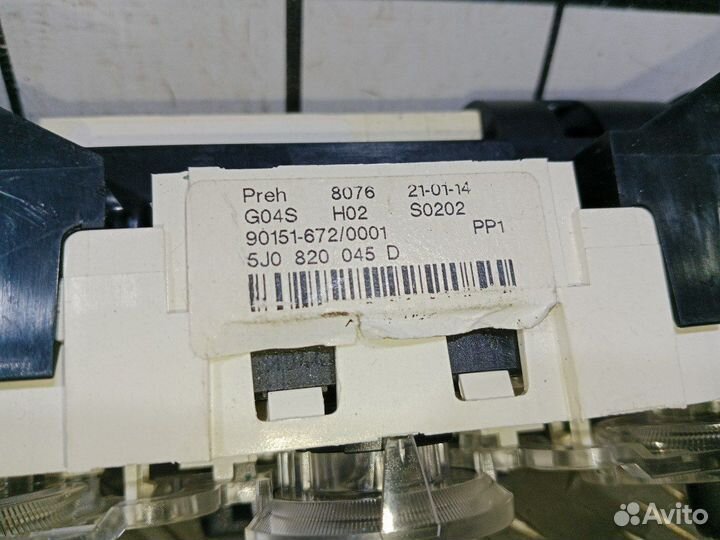 Preh 8076 21-01-14
G04S H02 S0202
90151-672/0001 PP1
5J0 820 045 D
Avito